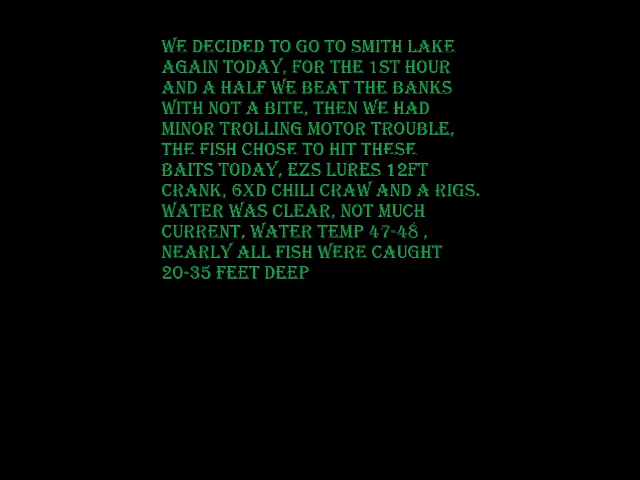 WE DECIDED TO GO TO SMITH LAKE
AGAIN TODAY, FOR THE 1ST HOUR
AND A HALF WE BEAT THE BANKS
WITH NOT A BITE, THEN WE HAD
MINOR TROLLING MOTOR TROUBLE,
THE FISH CHOSE TO HIT THESE
BAITS TODAY, EZS LURES 12FT
CRANK, 6XD CHILI CRAW AND A RIGS.
WATER WAS CLEAR, NOT MUCH
CURRENT, WATER TEMP 47-48 ,
NEARLY ALL FISH WERE CAUGHT
20-35 FEET DEEP